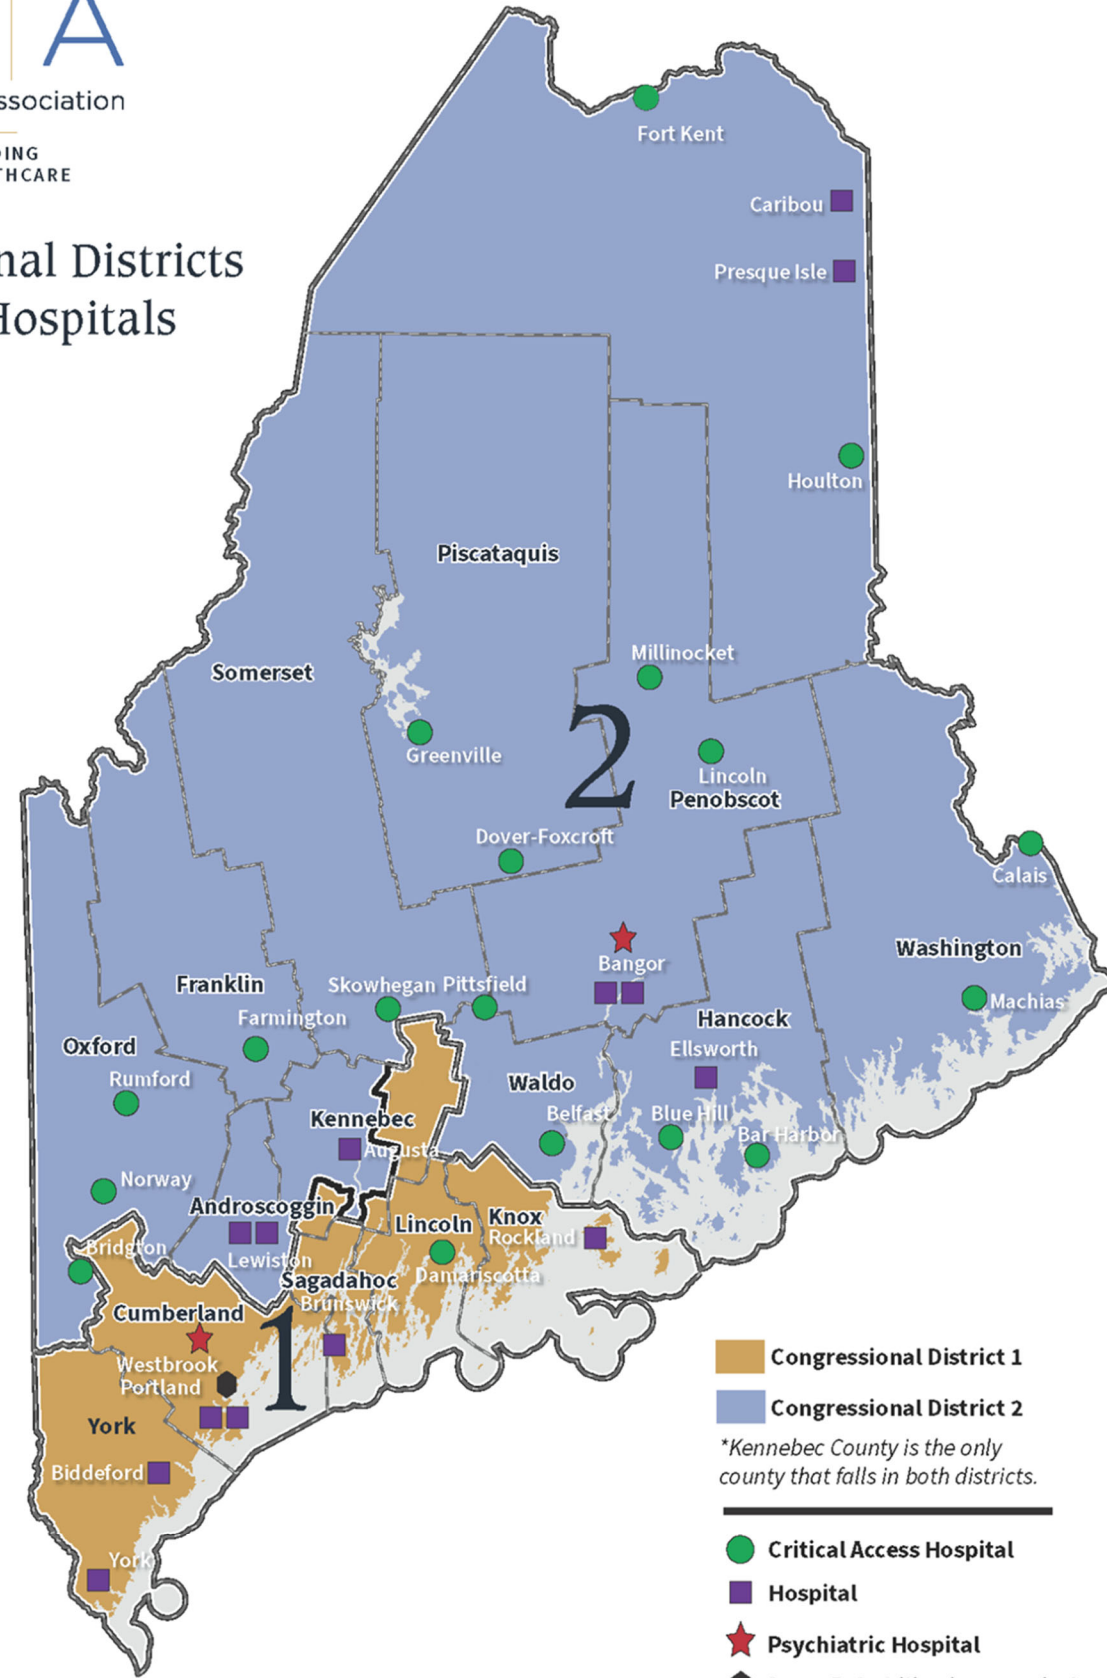 A
ssociation
ING
THCARE
nal Districts
Hospitals
Fort Kent
Caribou
Presque Isle
Houlton
Piscataquis
Millinocket
Somerset
2
Greenville
Lincoln
Penobscot
Dover-Foxcroft
Calais
Bangor
Washington
Franklin
Skowhegan Pittsfield
Machias
Farmington
Hancock
Oxford
Ellsworth
Rumford
Waldo
Kennebec
Belfast
Blue Hill
Augusta
Bar Harbor
Norway
Androscoggin
Lincoln
Knox
Rockland
Bridgton
Lewiston
Sagadahoc
Damariscotta
Brunswick
Cumberland
1
Westbrook
Portland
York
Biddeford
York
Congressional District 1
Congressional District 2
*Kennebec County is the only
county that falls in both districts.
Critical Access Hospital
Hospital
Psychiatric Hospital